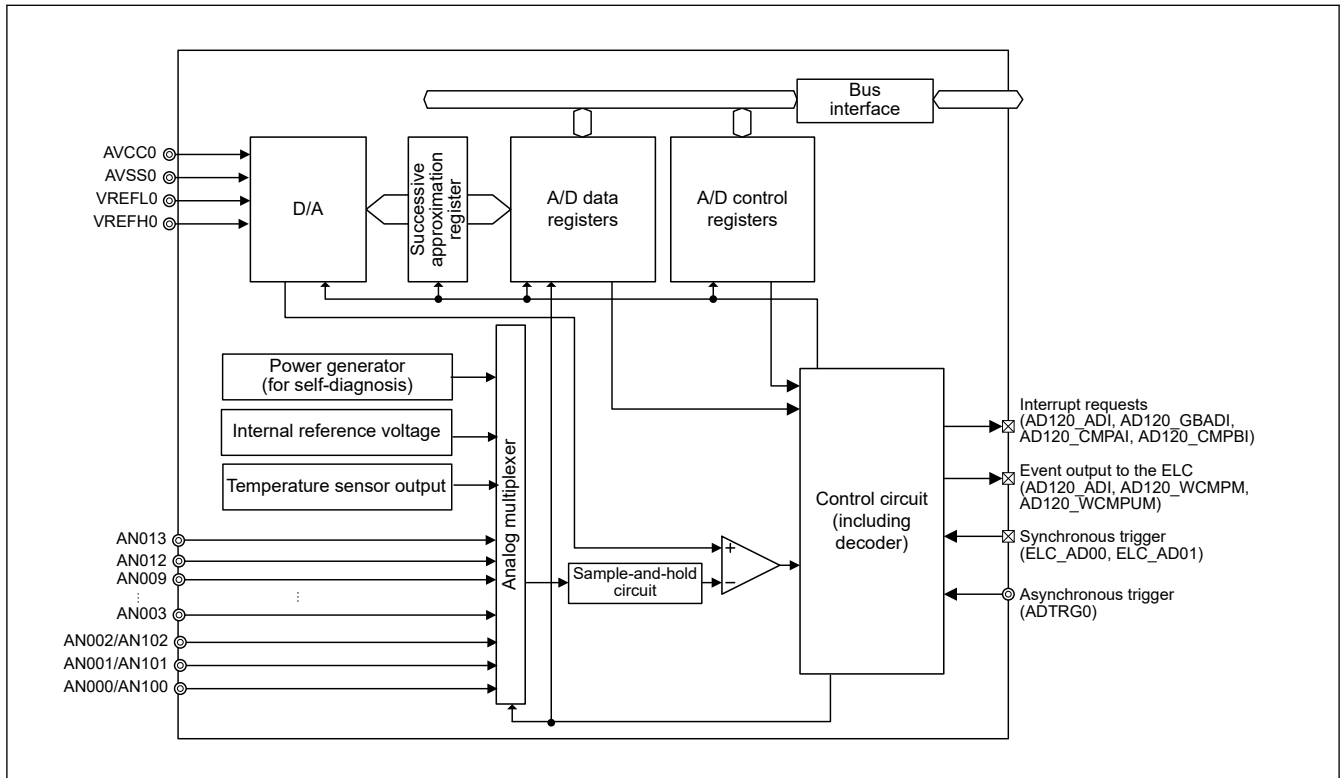 Bus
interface
AVCC0
AVSS0
VREFL0
VREFH0
D/A
Successive
approximation
register
A/D data
registers
A/D control
registers
Power generator
(for self-diagnosis)
Internal reference voltage
Temperature sensor output
Analog multiplexer
AN013
AN012
AN009
AN003
AN002/AN102
AN001/AN101
AN000/AN100
Sample-and-hold
circuit
+
−
Control circuit
(including
decoder)
Interrupt requests
(AD120_ADI, AD120_GBADI,
AD120_CMPAI, AD120_CMPBI)
Event output to the ELC
(AD120_ADI, AD120_WCMPM,
AD120_WCMPUM)
Synchronous trigger
(ELC_AD00, ELC_AD01)
Asynchronous trigger
(ADTRG0)